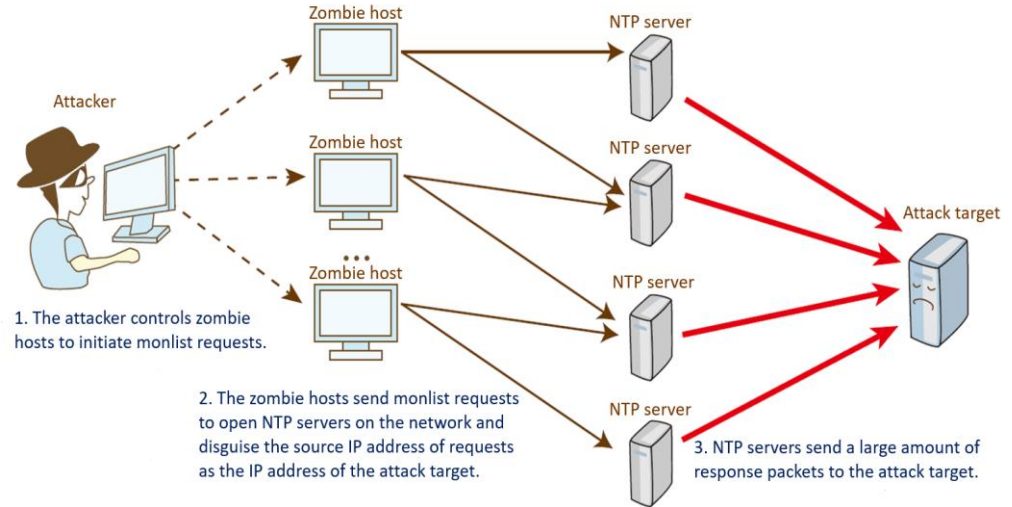 Zombie host
NTP server
Attacker
Zombie host
NTP server
Attack target
...
Zombie host
NTP server
1. The attacker controls zombie
hosts to initiate monlist requests.
2. The zombie hosts send monlist requests
to open NTP servers on the network and
disguise the source IP address of requests
as the IP address of the attack target.
NTP server
3. NTP servers send a large amount of
response packets to the attack target.